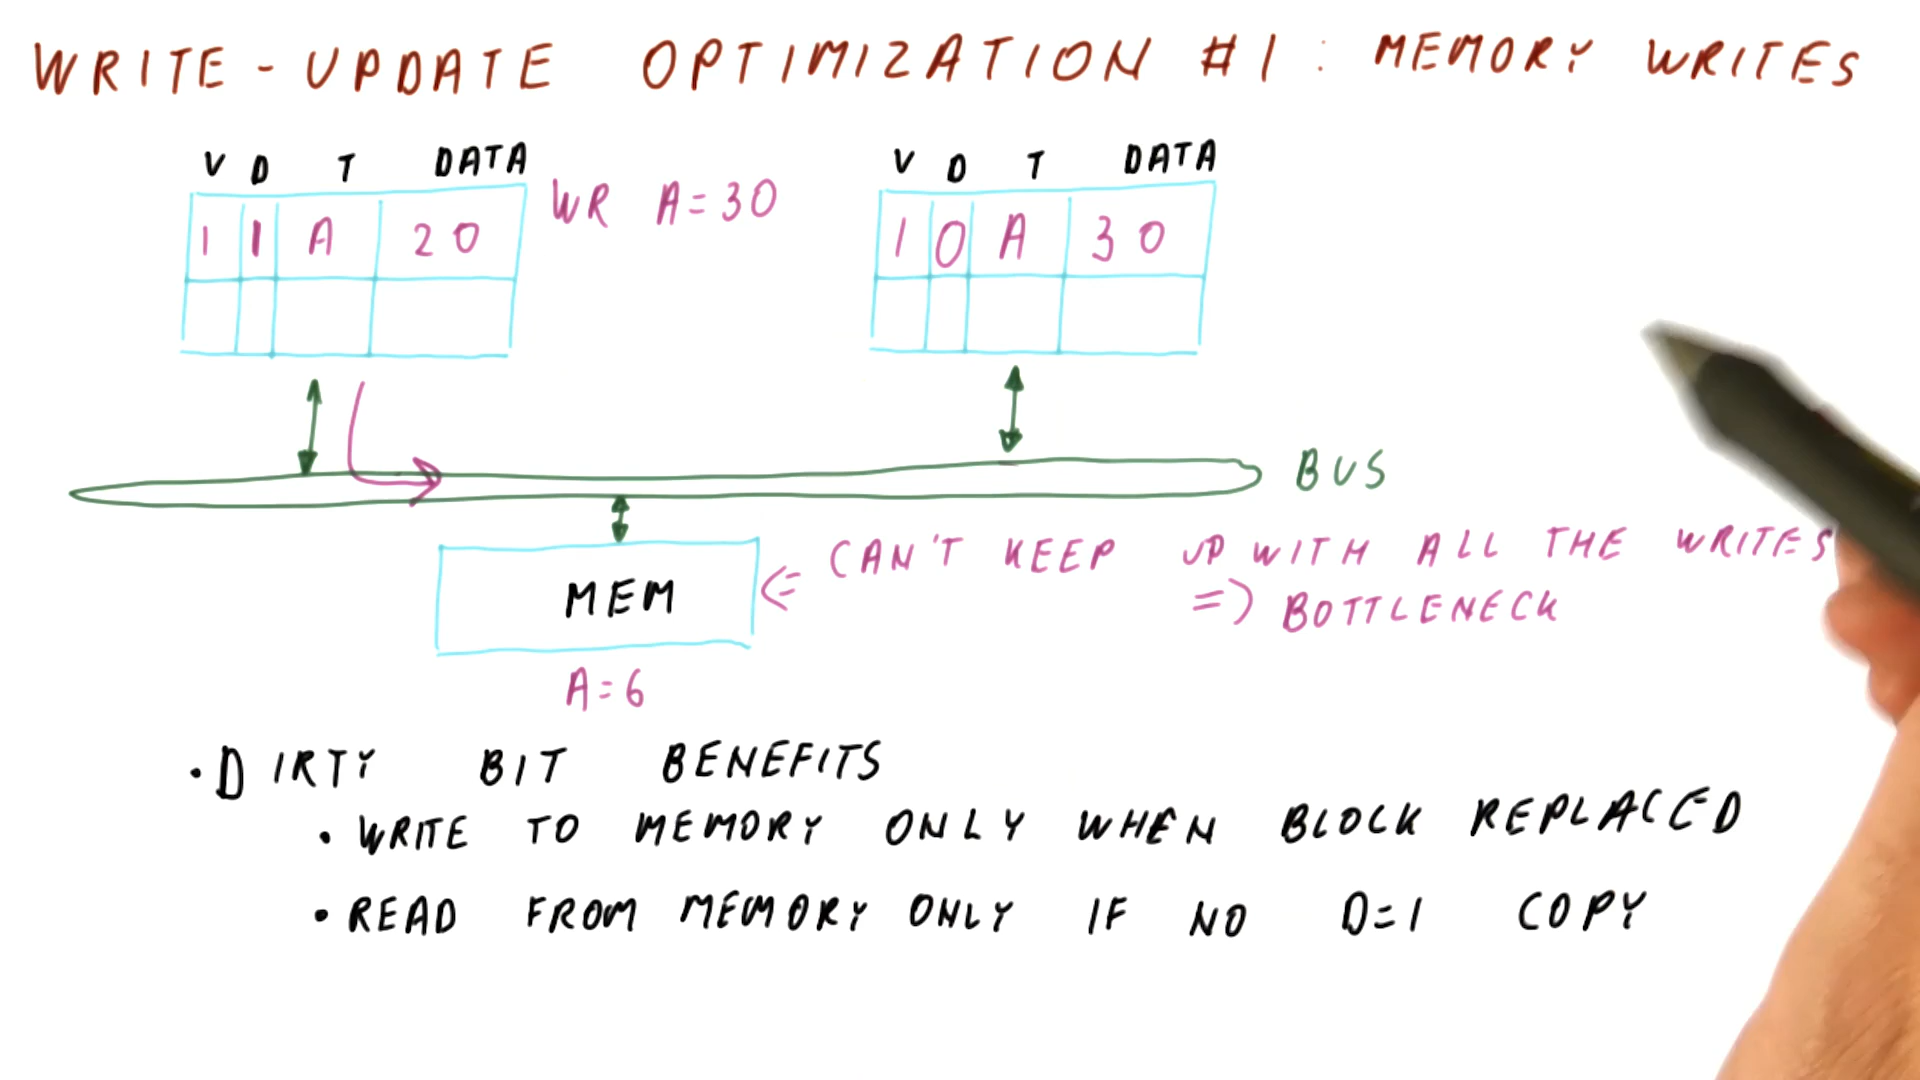 WRITE-UPDATE OPTIMIZATION #1: MEMORY WRITES
V D T DATA
1 1 A 20
WR A=30
V D T DATA
1 0 A 30
BUS
MEM
<= CAN'T KEEP UP WITH ALL THE WRITES
=> BOTTLENECK
A=6
• DIRTY BIT BENEFITS
• WRITE TO MEMORY ONLY WHEN BLOCK REPLACED
• READ FROM MEMORY ONLY IF NO D=1 COPY